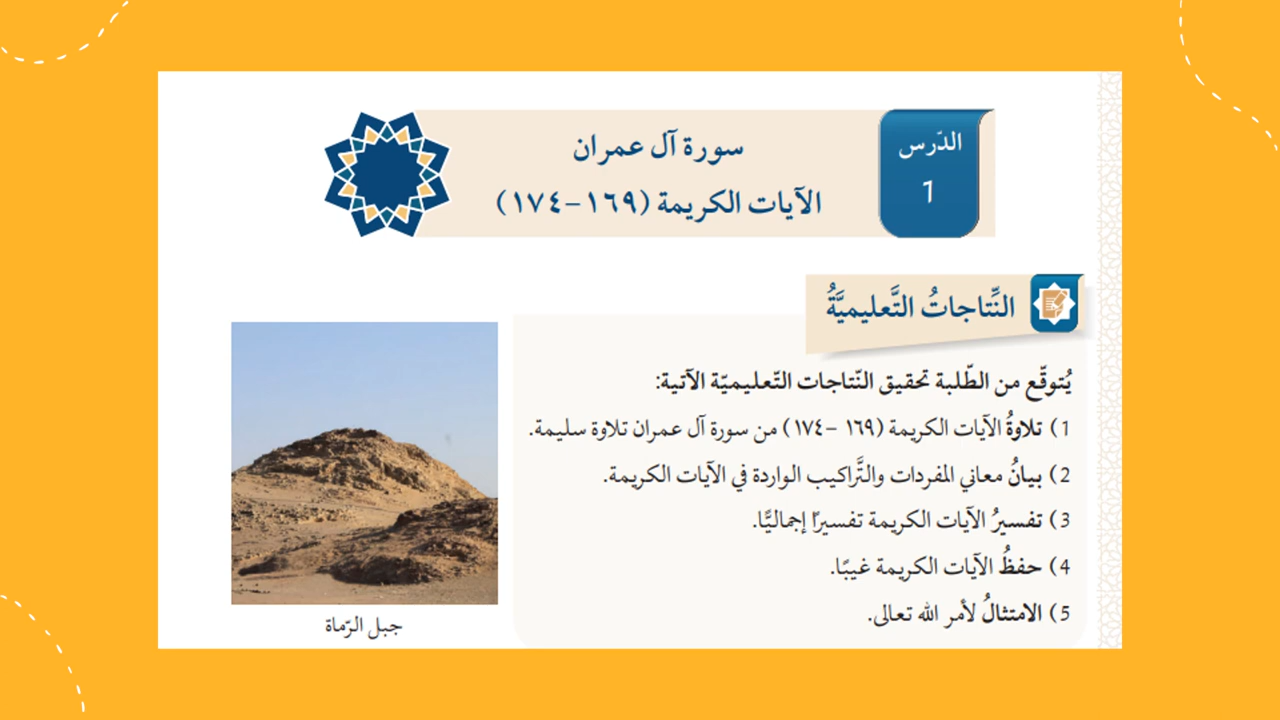 الدّرس
1
سورة آل عمران
الآيات الكريمة (١٦٩-١٧٤)
النِّتاجاتُ التَّعليميَّةُ
يُتوقّع من الطّلبة تحقيق النّتاجات التّعليميّة الآتية:
1) تلاوةُ الآيات الكريمة (١٦٩ -١٧٤) من سورة آل عمران تلاوة سليمة.
2) بيانُ معاني المفردات والتَّراكيب الواردة في الآيات الكريمة.
3) تفسيرُ الآيات الكريمة تفسيرًا إجماليًّا.
4) حفظُ الآيات الكريمة غيبًا.
5) الامتثالُ لأمر الله تعالى.
جبل الرّماة